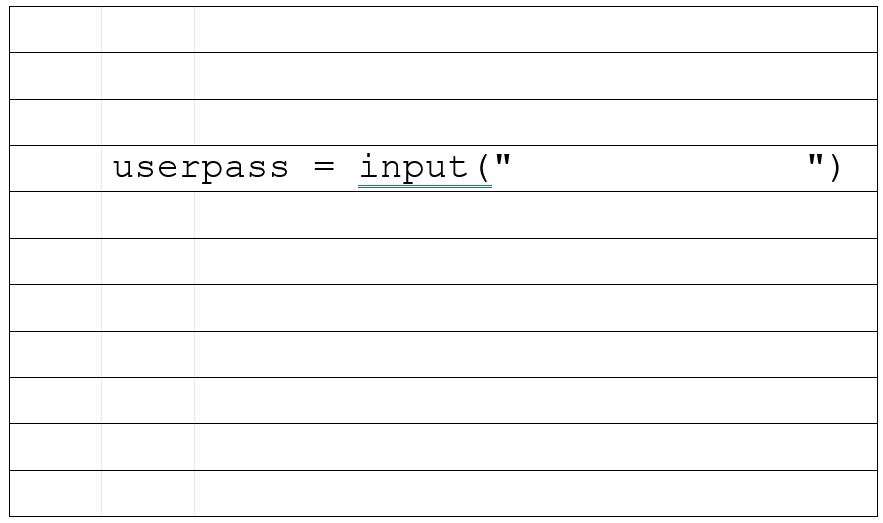 userpass = input("              ")